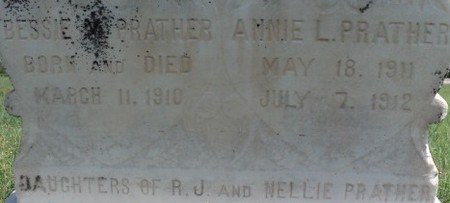 BESSIE PRATHER
BORN AND DIED
MARCH 11, 1910
ANNIE L. PRATHER
MAY 18, 1911
JULY 7, 1912
DAUGHTERS OF R. J. AND NELLIE PRATHER